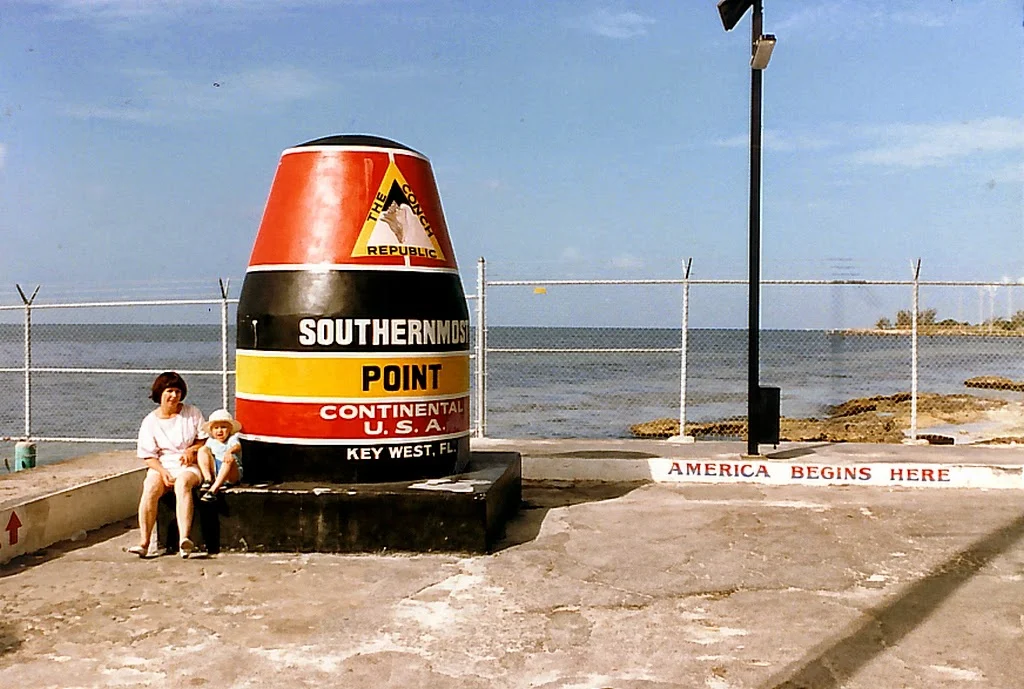 THE CONCH
REPUBLIC
SOUTHERNMOST
POINT
CONTINENTAL
U.S.A.
KEY WEST, FL.
AMERICA BEGINS HERE